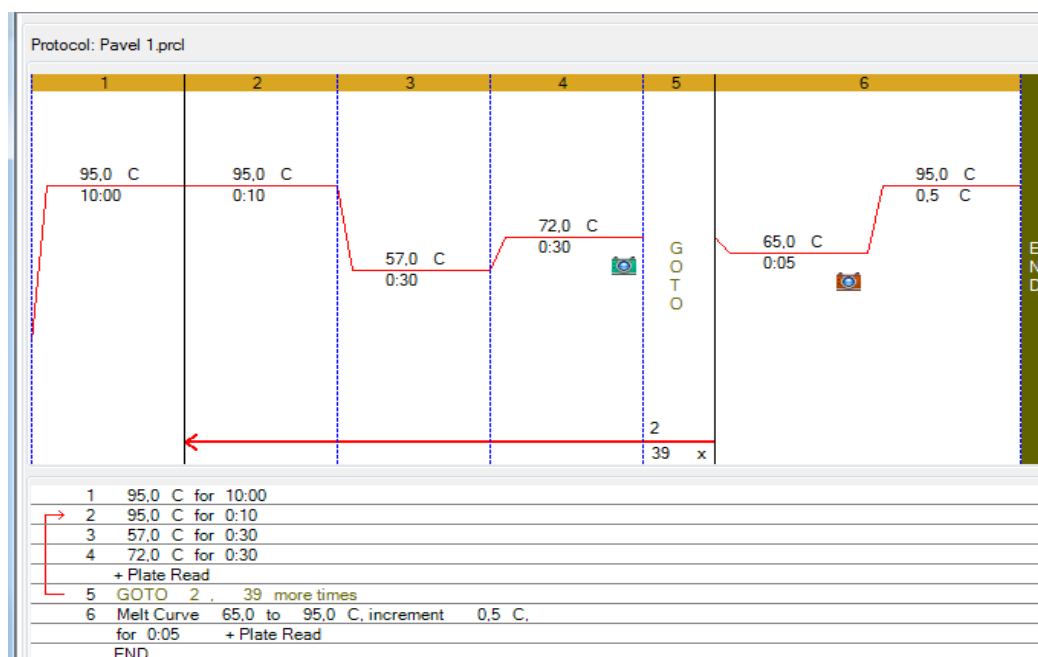 Protocol: Pavel 1.prcl
1 2 3 4 5 6
95,0 C
10:00
95,0 C
0:10
57,0 C
0:30
72,0 C
0:30
GOTO
2
39 x
65,0 C
0:05
95,0 C
0,5 C
END
1 95,0 C for 10:00
2 95,0 C for 0:10
3 57,0 C for 0:30
4 72,0 C for 0:30
+ Plate Read
5 GOTO 2 , 39 more times
6 Melt Curve 65,0 to 95,0 C, increment 0,5 C,
for 0:05 + Plate Read
END